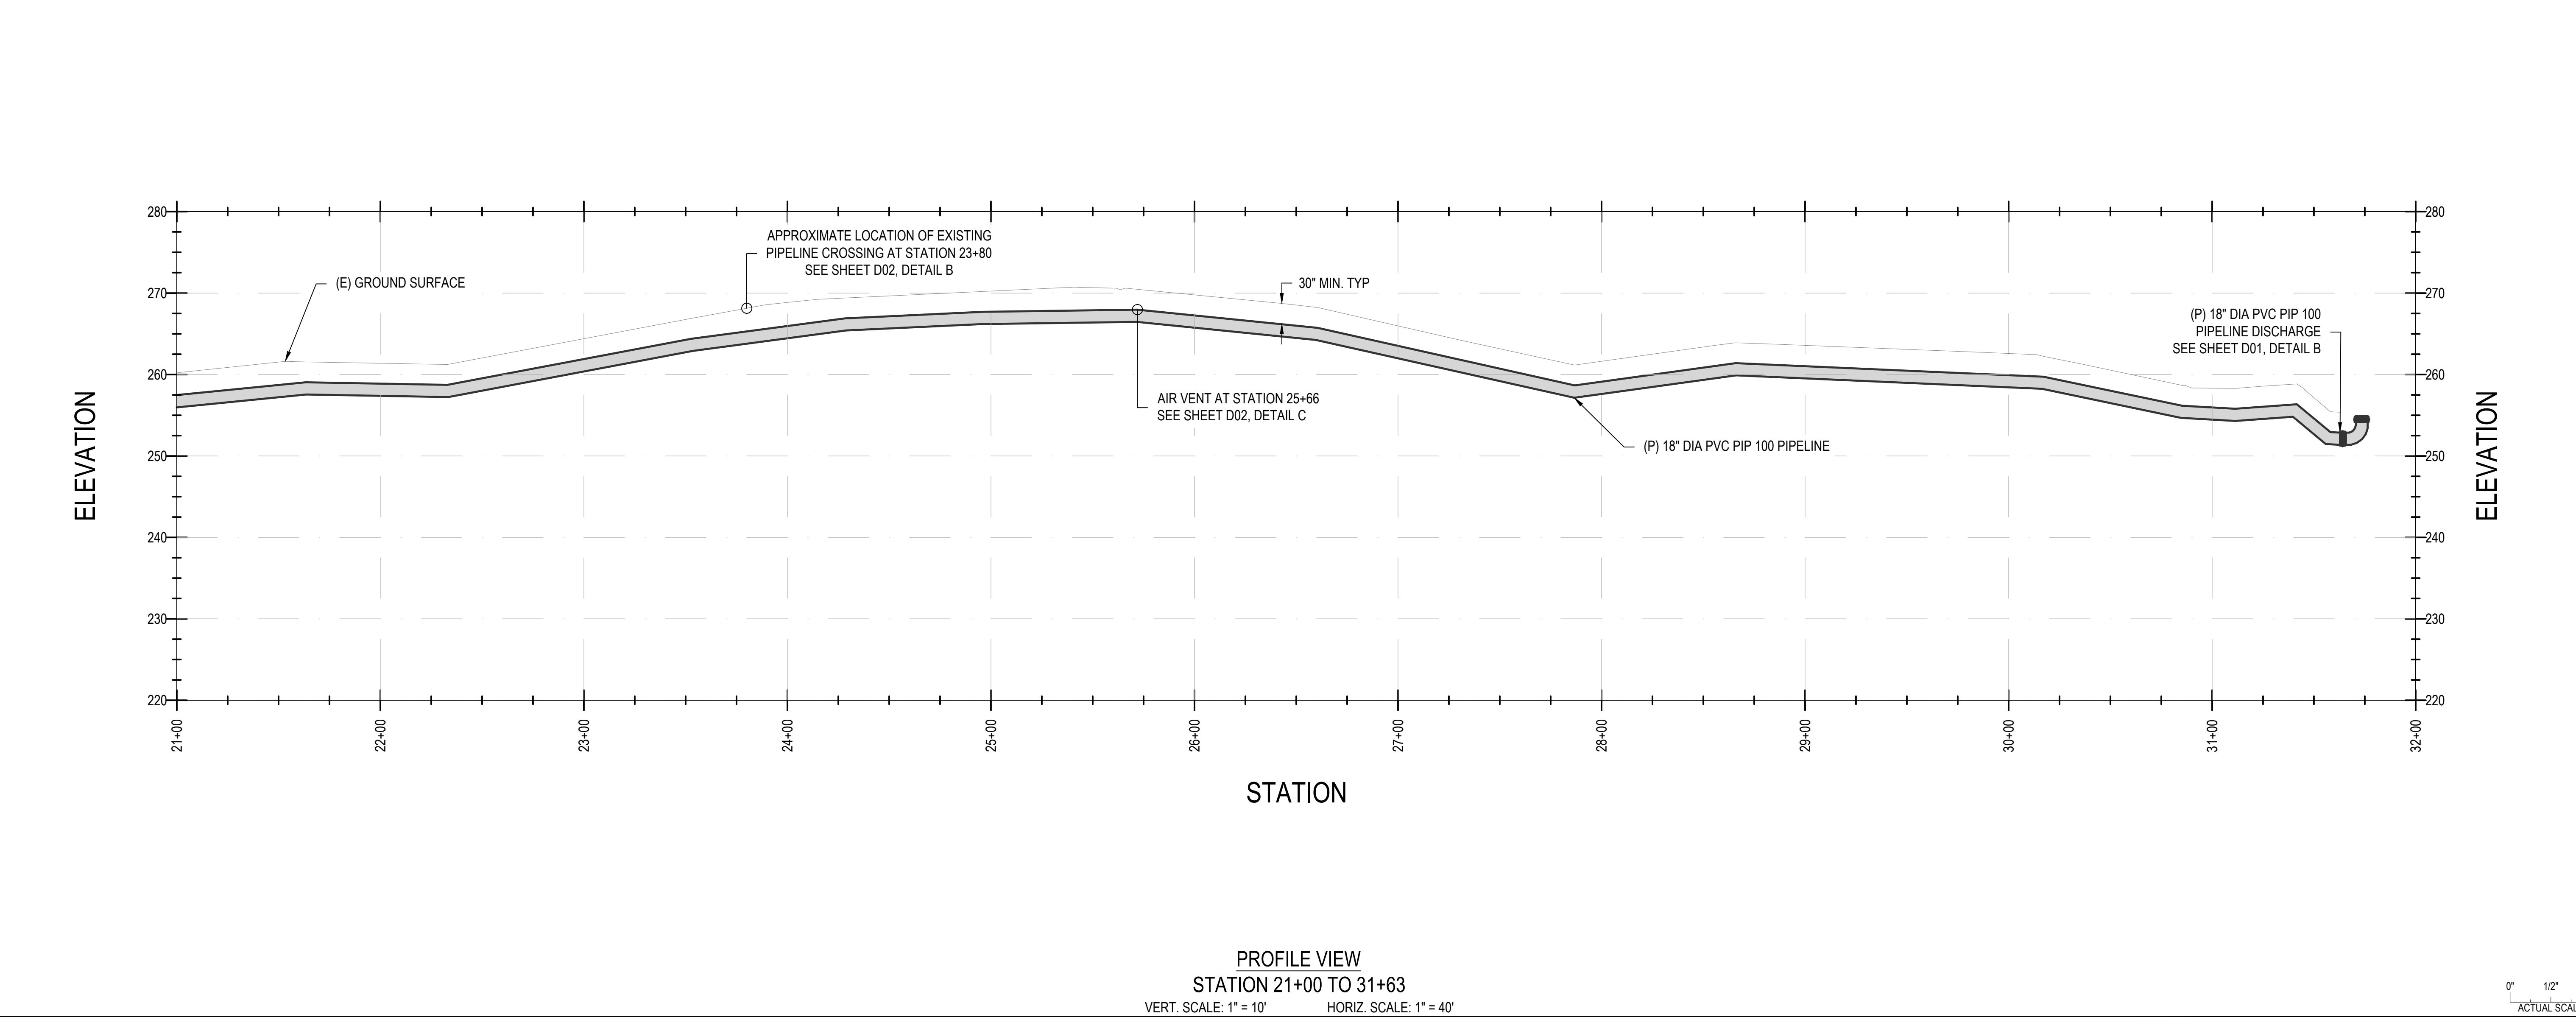 280
280
APPROXIMATE LOCATION OF EXISTING
PIPELINE CROSSING AT STATION 23+80
SEE SHEET D02, DETAIL B
(E) GROUND SURFACE
30" MIN. TYP
270
270
(P) 18" DIA PVC PIP 100
PIPELINE DISCHARGE
SEE SHEET D01, DETAIL B
260
260
AIR VENT AT STATION 25+66
SEE SHEET D02, DETAIL C
(P) 18" DIA PVC PIP 100 PIPELINE
250
250
ELEVATION
ELEVATION
240
240
230
230
220
220
21+00
22+00
23+00
24+00
25+00
26+00
27+00
28+00
29+00
30+00
31+00
32+00
STATION
PROFILE VIEW
STATION 21+00 TO 31+63
VERT. SCALE: 1" = 10' HORIZ. SCALE: 1" = 40'
0" 1/2"
ACTUAL